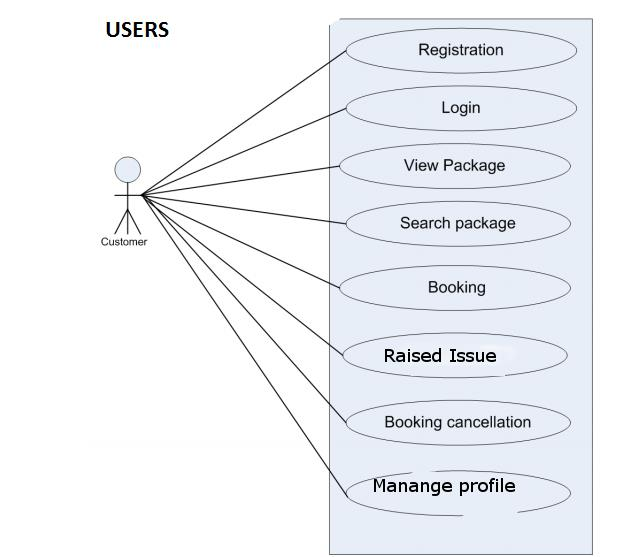 USERS
Registration
Login
View Package
Search package
Customer
Booking
Raised Issue
Booking cancellation
Manange profile